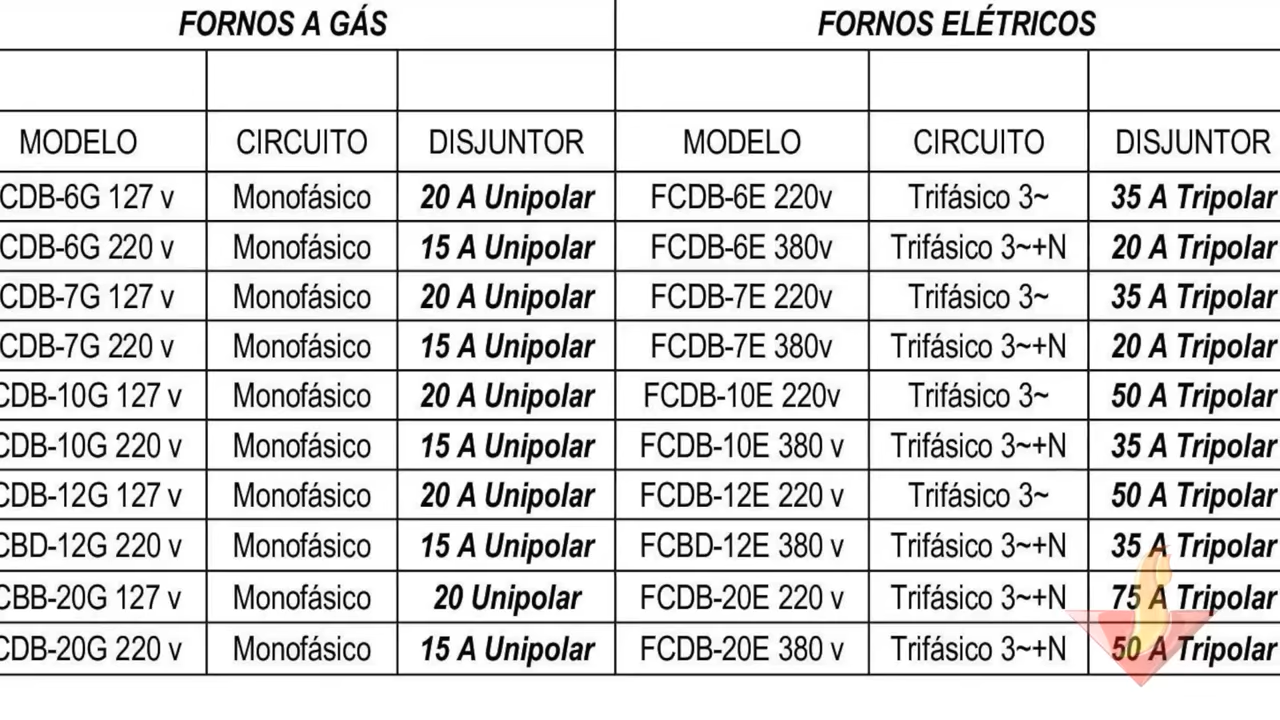 FORNOS A GÁS FORNOS ELÉTRICOS
MODELO CIRCUITO DISJUNTOR MODELO CIRCUITO DISJUNTOR
CDB-6G 127 v Monofásico 20 A Unipolar FCDB-6E 220v Trifásico 3~ 35 A Tripolar
CDB-6G 220 v Monofásico 15 A Unipolar FCDB-6E 380v Trifásico 3~+N 20 A Tripolar
CDB-7G 127 v Monofásico 20 A Unipolar FCDB-7E 220v Trifásico 3~ 35 A Tripolar
CDB-7G 220 v Monofásico 15 A Unipolar FCDB-7E 380v Trifásico 3~+N 20 A Tripolar
CDB-10G 127 v Monofásico 20 A Unipolar FCDB-10E 220v Trifásico 3~ 50 A Tripolar
CDB-10G 220 v Monofásico 15 A Unipolar FCDB-10E 380 v Trifásico 3~+N 35 A Tripolar
CDB-12G 127 v Monofásico 20 A Unipolar FCDB-12E 220 v Trifásico 3~ 50 A Tripolar
CBD-12G 220 v Monofásico 15 A Unipolar FCBD-12E 380 v Trifásico 3~+N 35 A Tripolar
CBB-20G 127 v Monofásico 20 Unipolar FCDB-20E 220 v Trifásico 3~+N 75 A Tripolar
CDB-20G 220 v Monofásico 15 A Unipolar FCDB-20E 380 v Trifásico 3~+N 50 A Tripolar